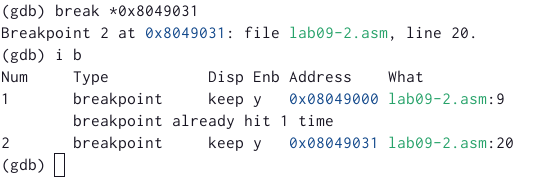 (gdb) break *0x8049031
Breakpoint 2 at 0x8049031: file lab09-2.asm, line 20.
(gdb) i b
Num     Type           Disp Enb Address    What
1       breakpoint     keep y   0x08049000 lab09-2.asm:9
        breakpoint already hit 1 time
2       breakpoint     keep y   0x08049031 lab09-2.asm:20
(gdb)